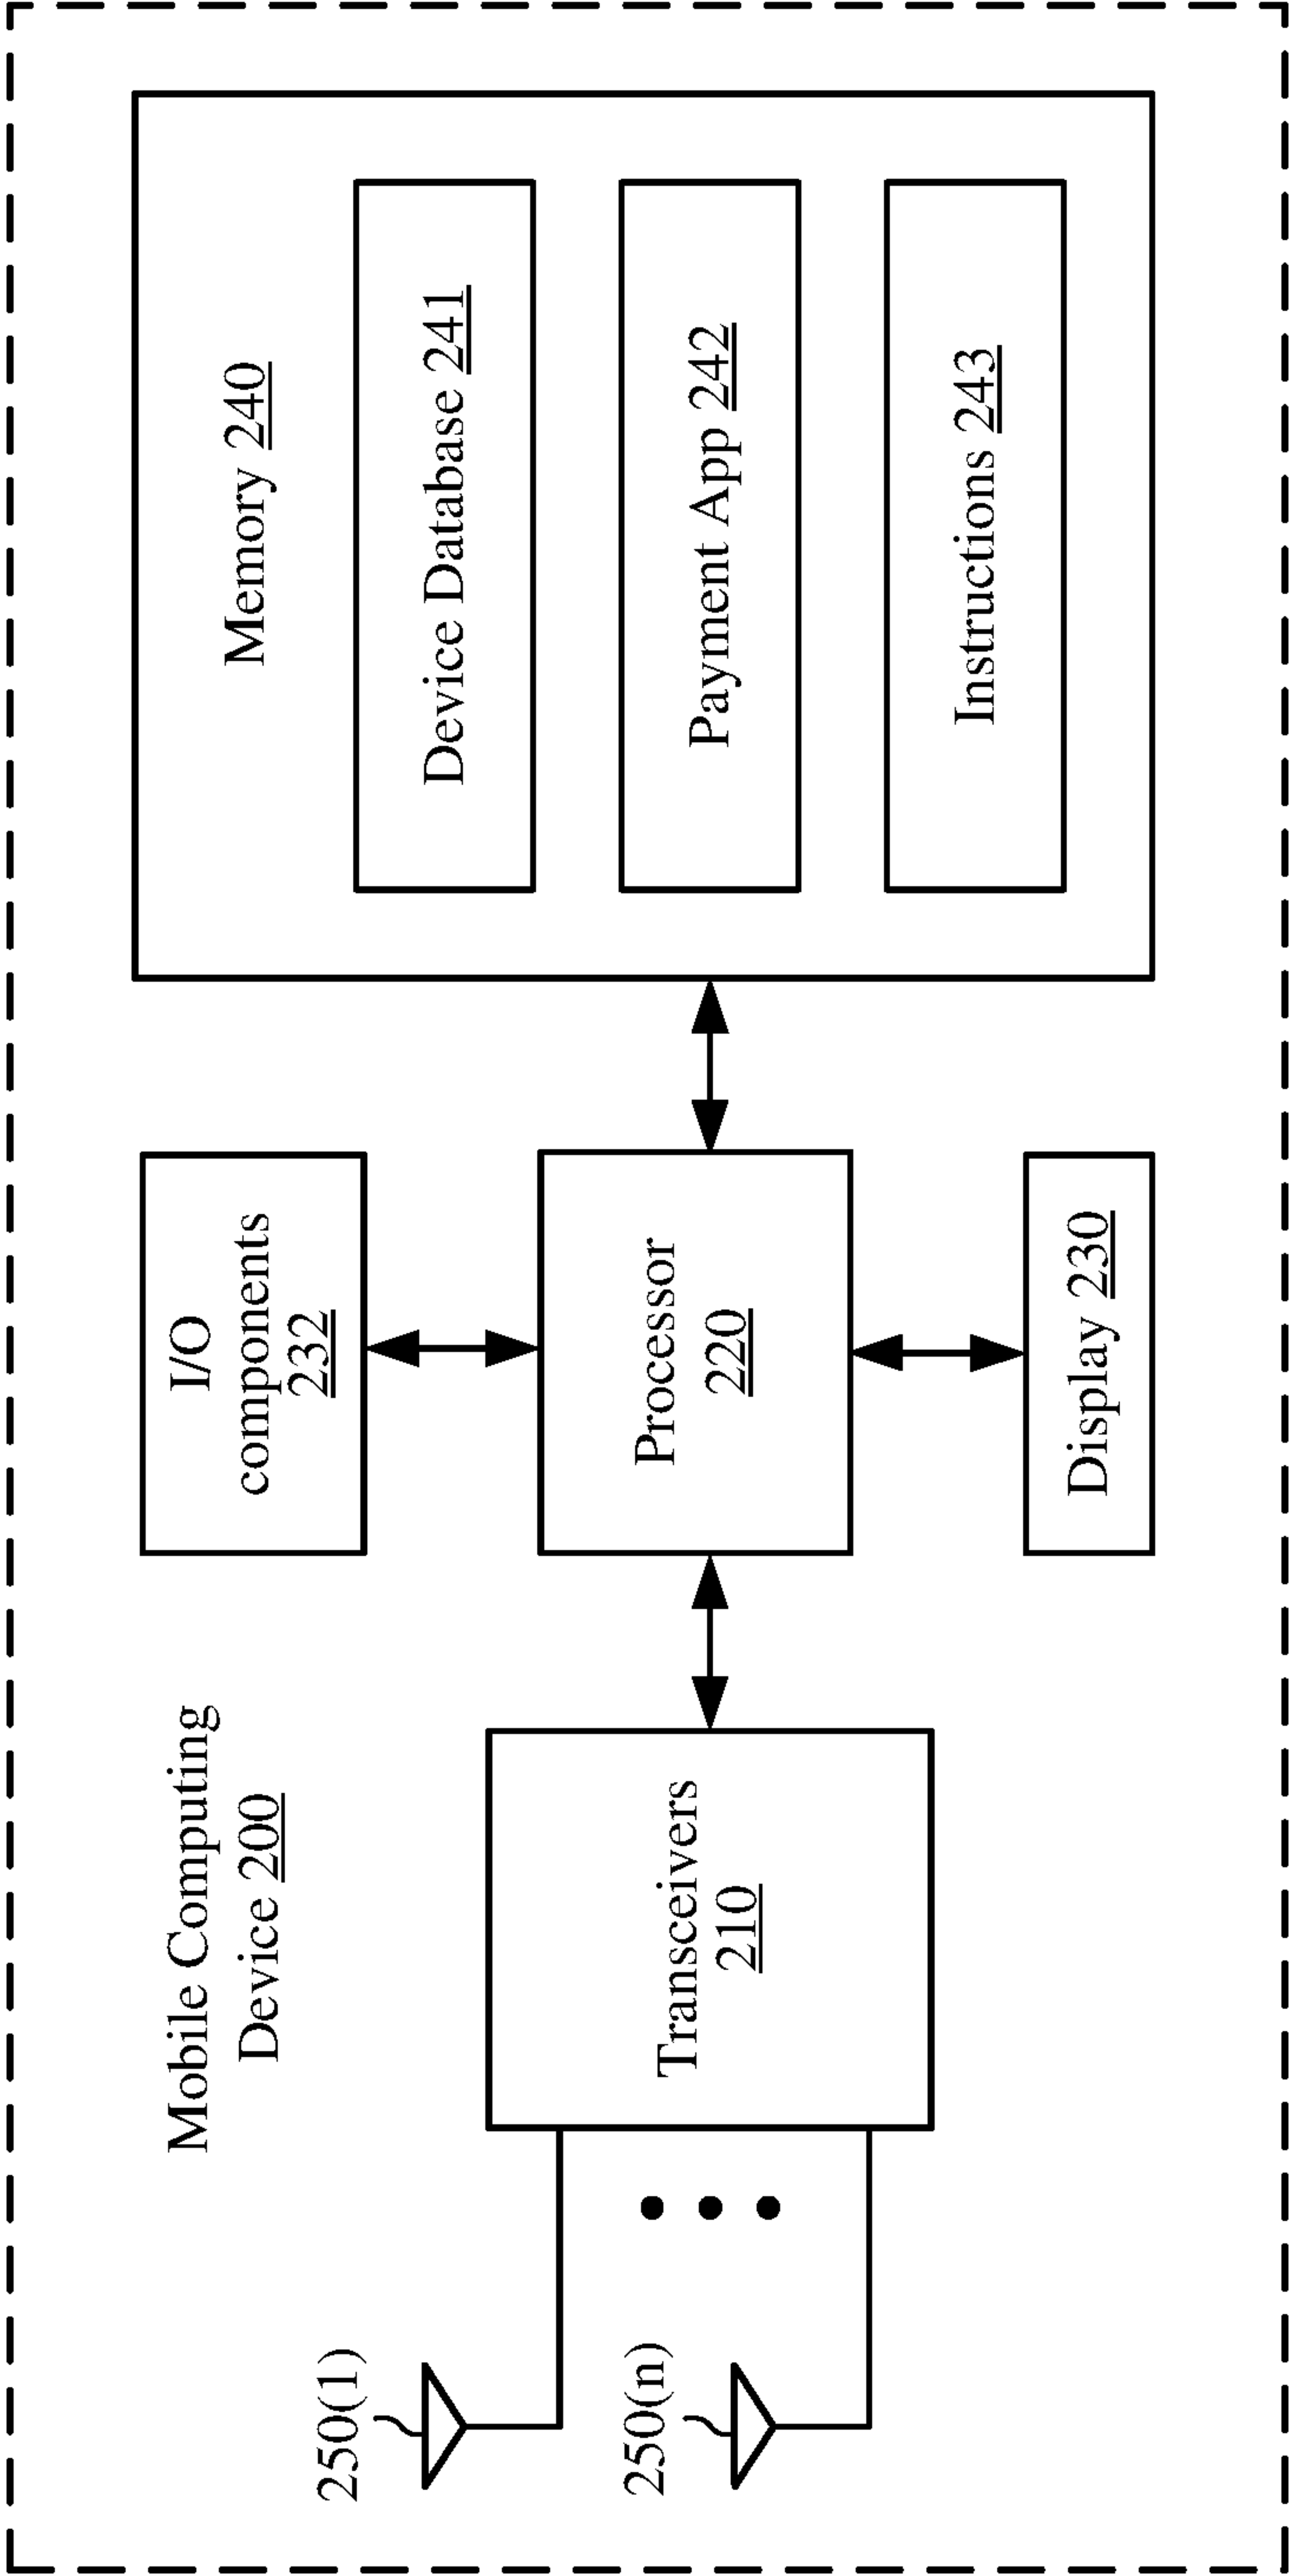 Mobile Computing
Device 200
250(1)
250(n)
Transceivers
210
I/O
components
232
Processor
220
Display 230
Memory 240
Device Database 241
Payment App 242
Instructions 243